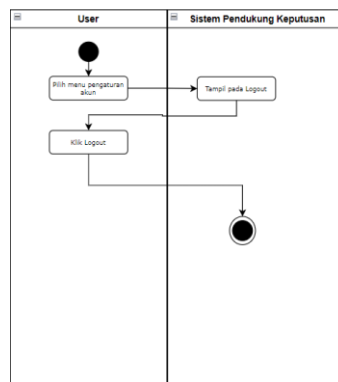 User
Sistem Pendukung Keputusan
Pilih menu pengaturan
akun
Tampil pada Logout
Klik Logout